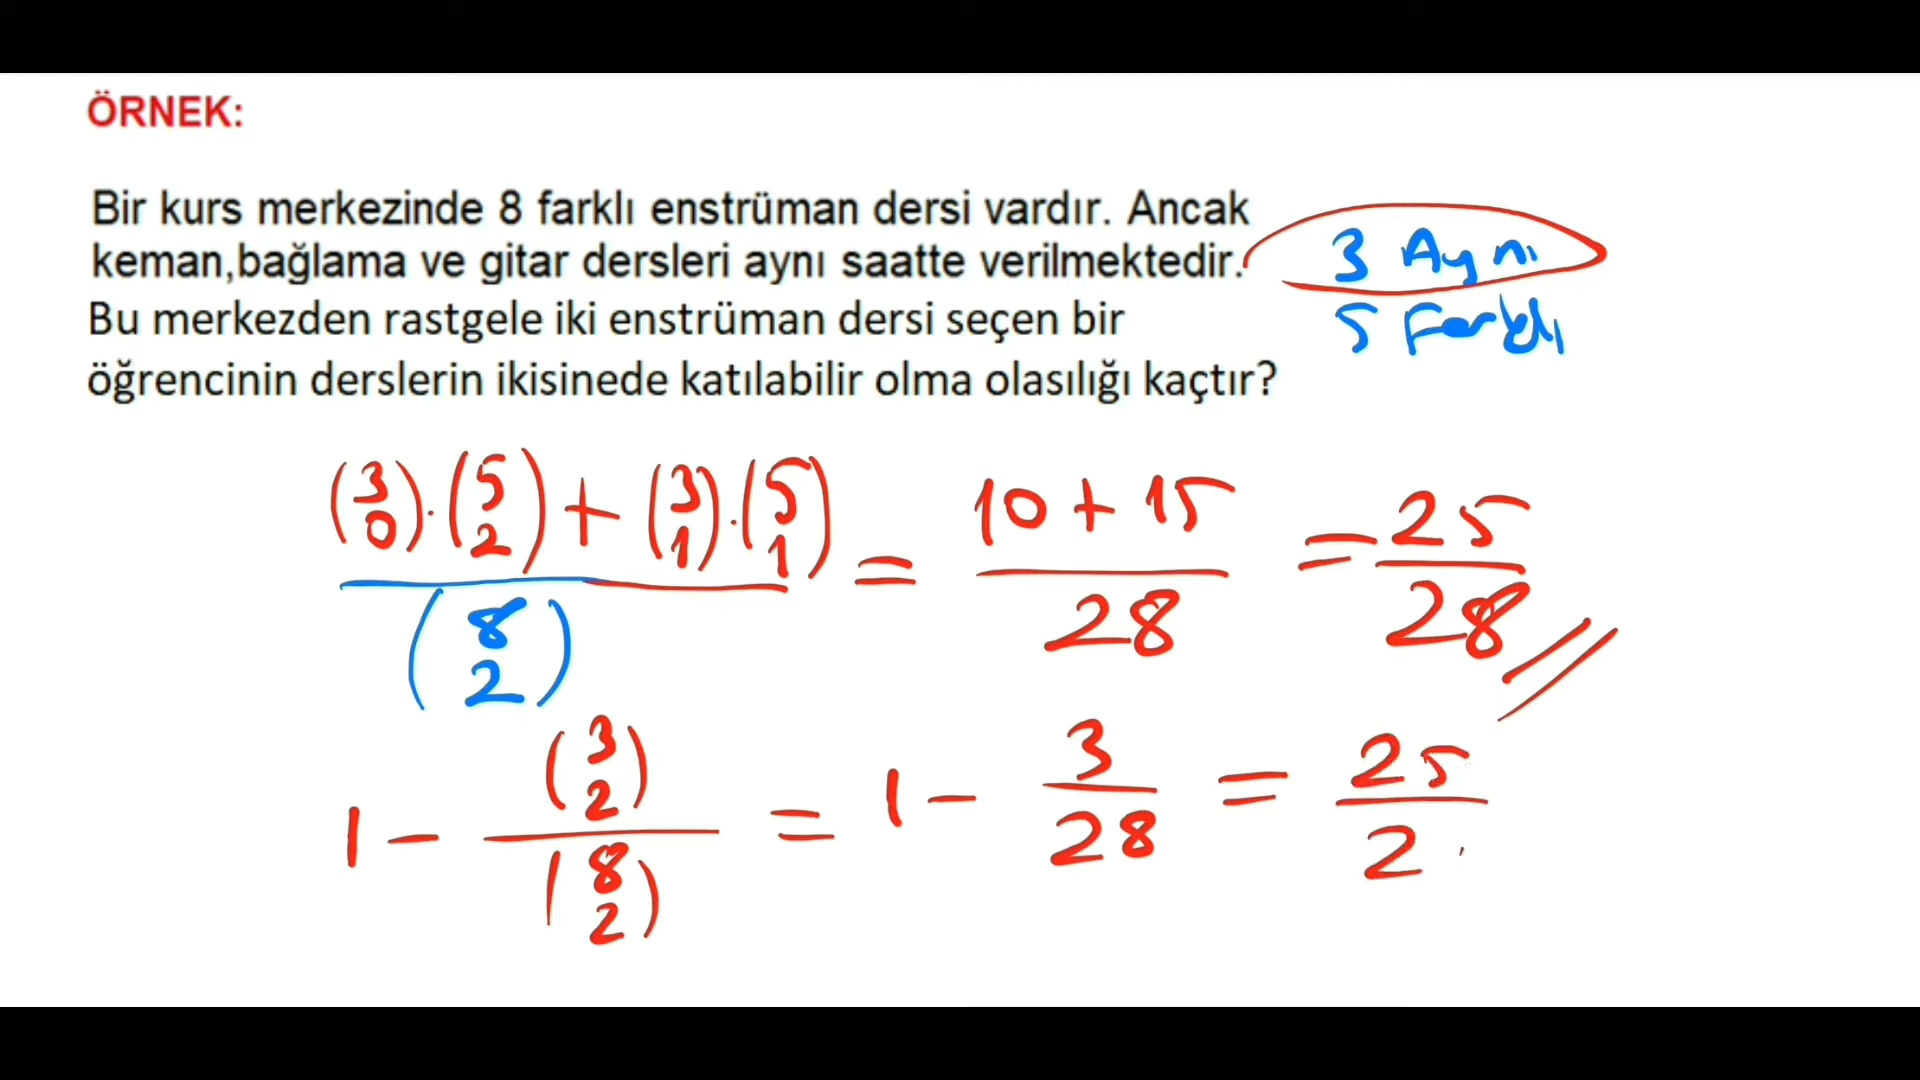 ÖRNEK:
Bir kurs merkezinde 8 farklı enstrüman dersi vardır. Ancak
keman,bağlama ve gitar dersleri aynı saatte verilmektedir.
3 Aynı
Bu merkezden rastgele iki enstrüman dersi seçen bir
5 Farklı
öğrencinin derslerin ikisinede katılabilir olma olasılığı kaçtır?
(3 0) . (5 2) + (3 1) . (5 1) / (8 2) = 10 + 15 / 28 = 25 / 28
1 - (3 2) / (8 2) = 1 - 3 / 28 = 25 / 2